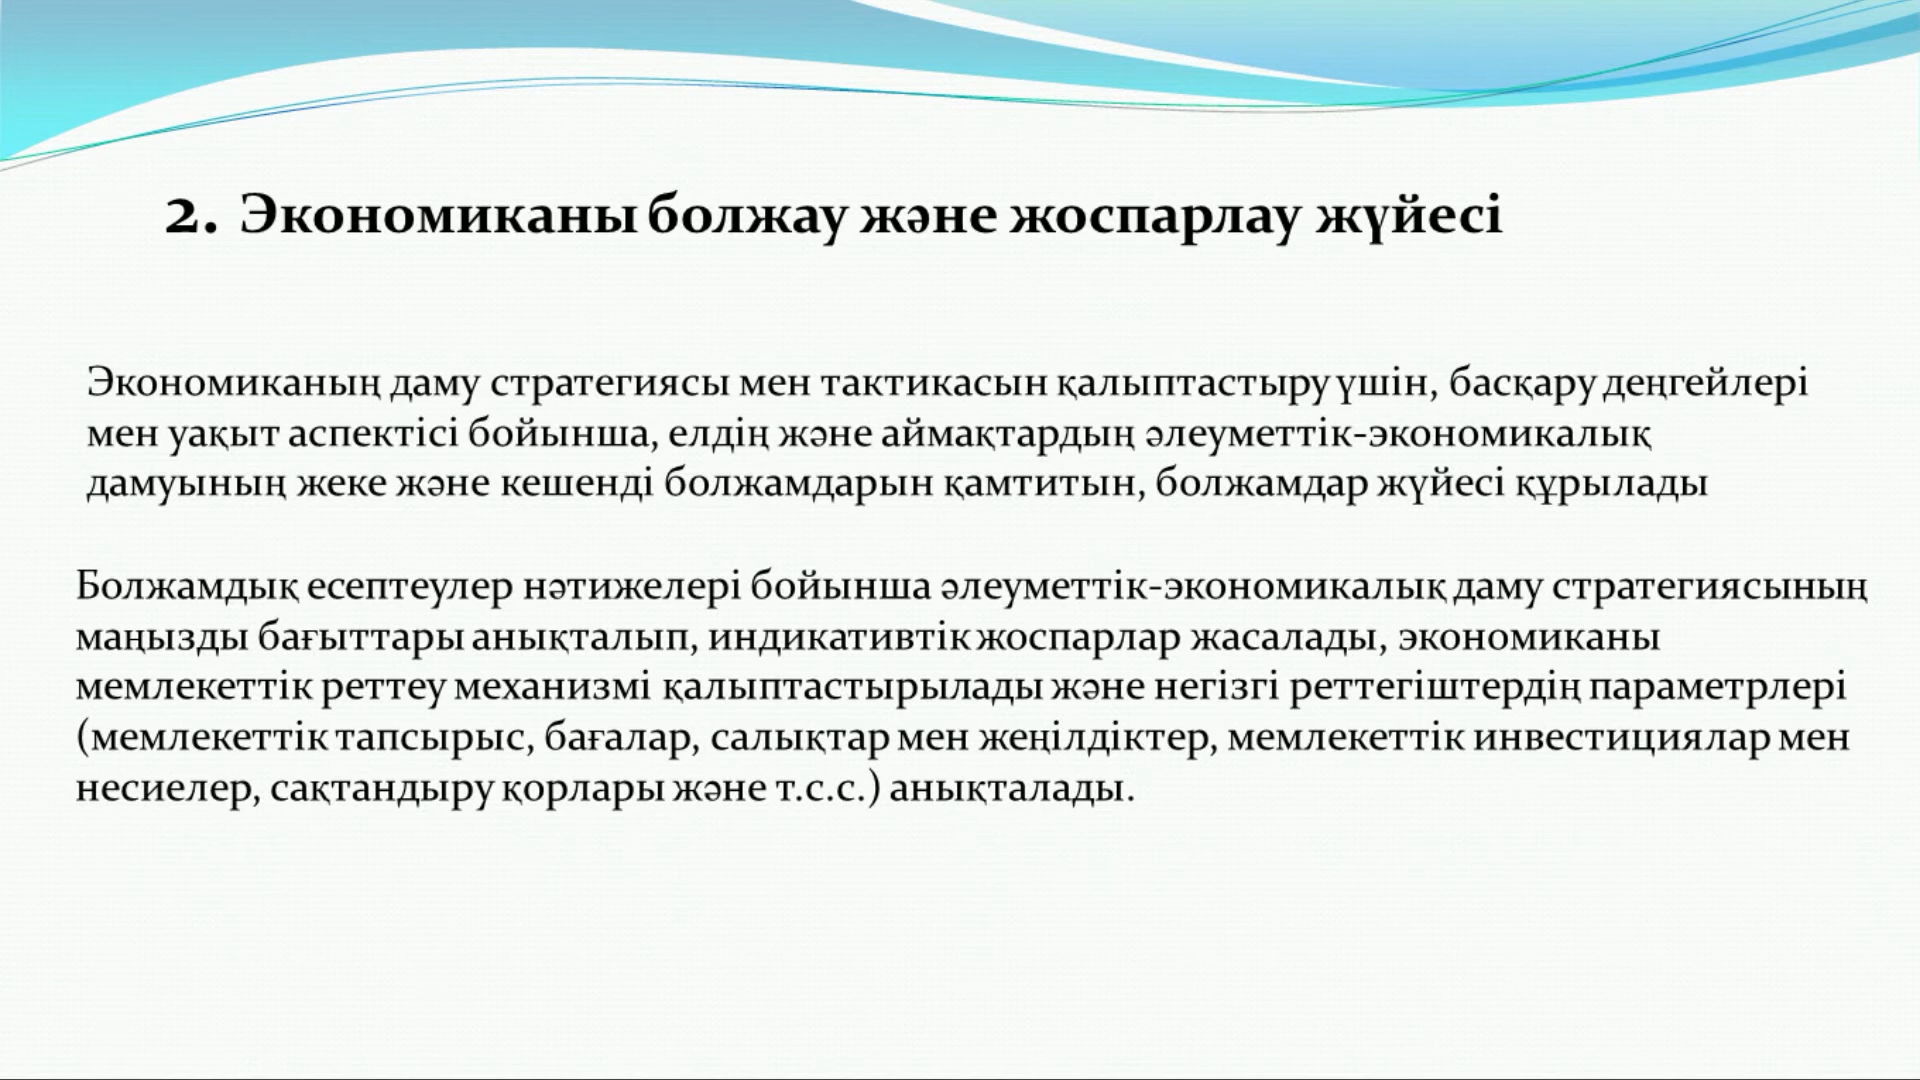 2. Экономиканы болжау және жоспарлау жүйесі
Экономиканың даму стратегиясы мен тактикасын қалыптастыру үшін, басқару деңгейлері
мен уақыт аспектісі бойынша, елдің және аймақтардың әлеуметтік-экономикалық
дамуының жеке және кешенді болжамдарын қамтитын, болжамдар жүйесі құрылады
Болжамдық есептеулер нәтижелері бойынша әлеуметтік-экономикалық даму стратегиясының
маңызды бағыттары анықталып, индикативтік жоспарлар жасалады, экономиканы
мемлекеттік реттеу механизмі қалыптастырылады және негізгі реттегіштердің параметрлері
(мемлекеттік тапсырыс, бағалар, салықтар мен жеңілдіктер, мемлекеттік инвестициялар мен
несиелер, сақтандыру қорлары және т.с.с.) анықталады.